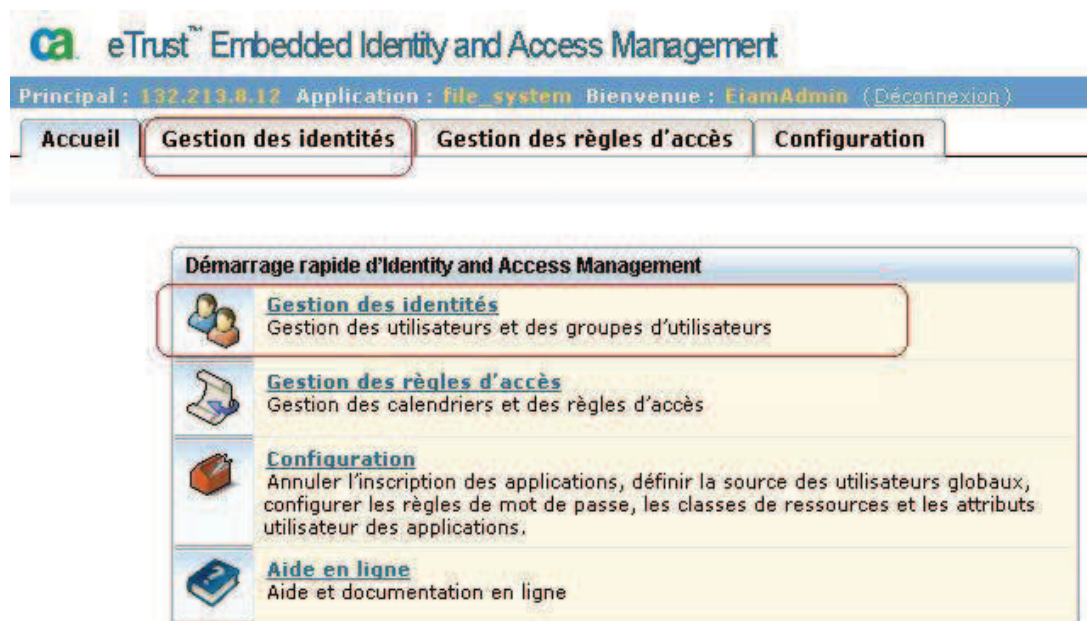 ca eTrust™ Embedded Identity and Access Management
Principal : 132.213.8.12 Application : file_system Bienvenue : EiamAdmin (Déconnexion)
Accueil Gestion des identités Gestion des règles d'accès Configuration
Démarrage rapide d'Identity and Access Management
Gestion des identités
Gestion des utilisateurs et des groupes d'utilisateurs
Gestion des règles d'accès
Gestion des calendriers et des règles d'accès
Configuration
Annuler l'inscription des applications, définir la source des utilisateurs globaux,
configurer les règles de mot de passe, les classes de ressources et les attributs
utilisateur des applications.
Aide en ligne
Aide et documentation en ligne